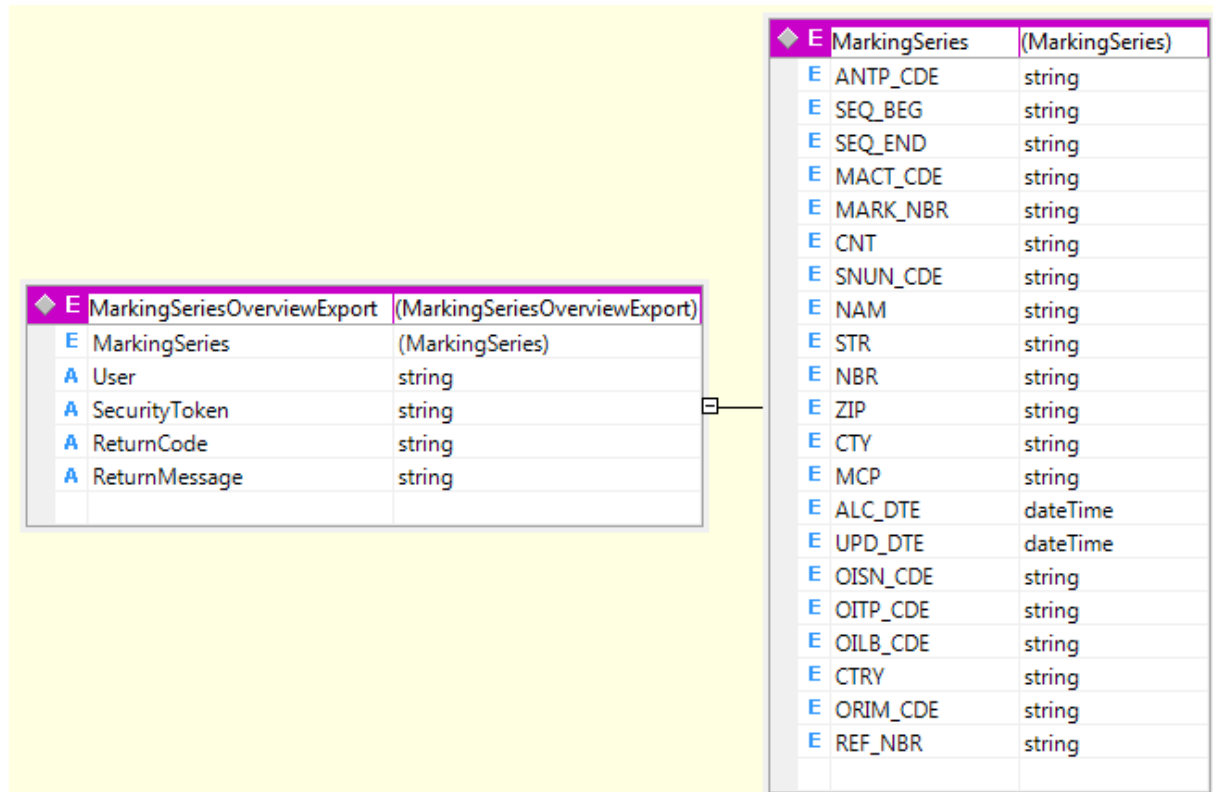 E MarkingSeriesOverviewExport (MarkingSeriesOverviewExport)
E MarkingSeries (MarkingSeries)
A User string
A SecurityToken string
A ReturnCode string
A ReturnMessage string
E MarkingSeries (MarkingSeries)
E ANTP_CDE string
E SEQ_BEG string
E SEQ_END string
E MACT_CDE string
E MARK_NBR string
E CNT string
E SNUN_CDE string
E NAM string
E STR string
E NBR string
E ZIP string
E CTY string
E MCP string
E ALC_DTE dateTime
E UPD_DTE dateTime
E OISN_CDE string
E OITP_CDE string
E OILB_CDE string
E CTRY string
E ORIM_CDE string
E REF_NBR string